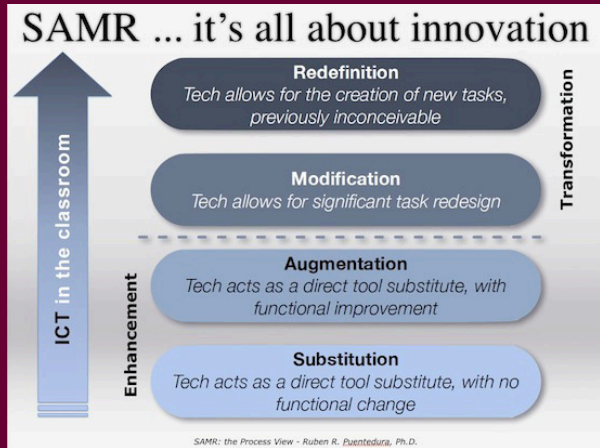 SAMR ... it's all about innovation
ICT in the classroom
Redefinition
Tech allows for the creation of new tasks,
previously inconceivable
Modification
Tech allows for significant task redesign
Transformation
Augmentation
Tech acts as a direct tool substitute, with
functional improvement
Substitution
Tech acts as a direct tool substitute, with no
functional change
Enhancement
SAMR: the Process View - Ruben R. Puentedura, Ph.D.